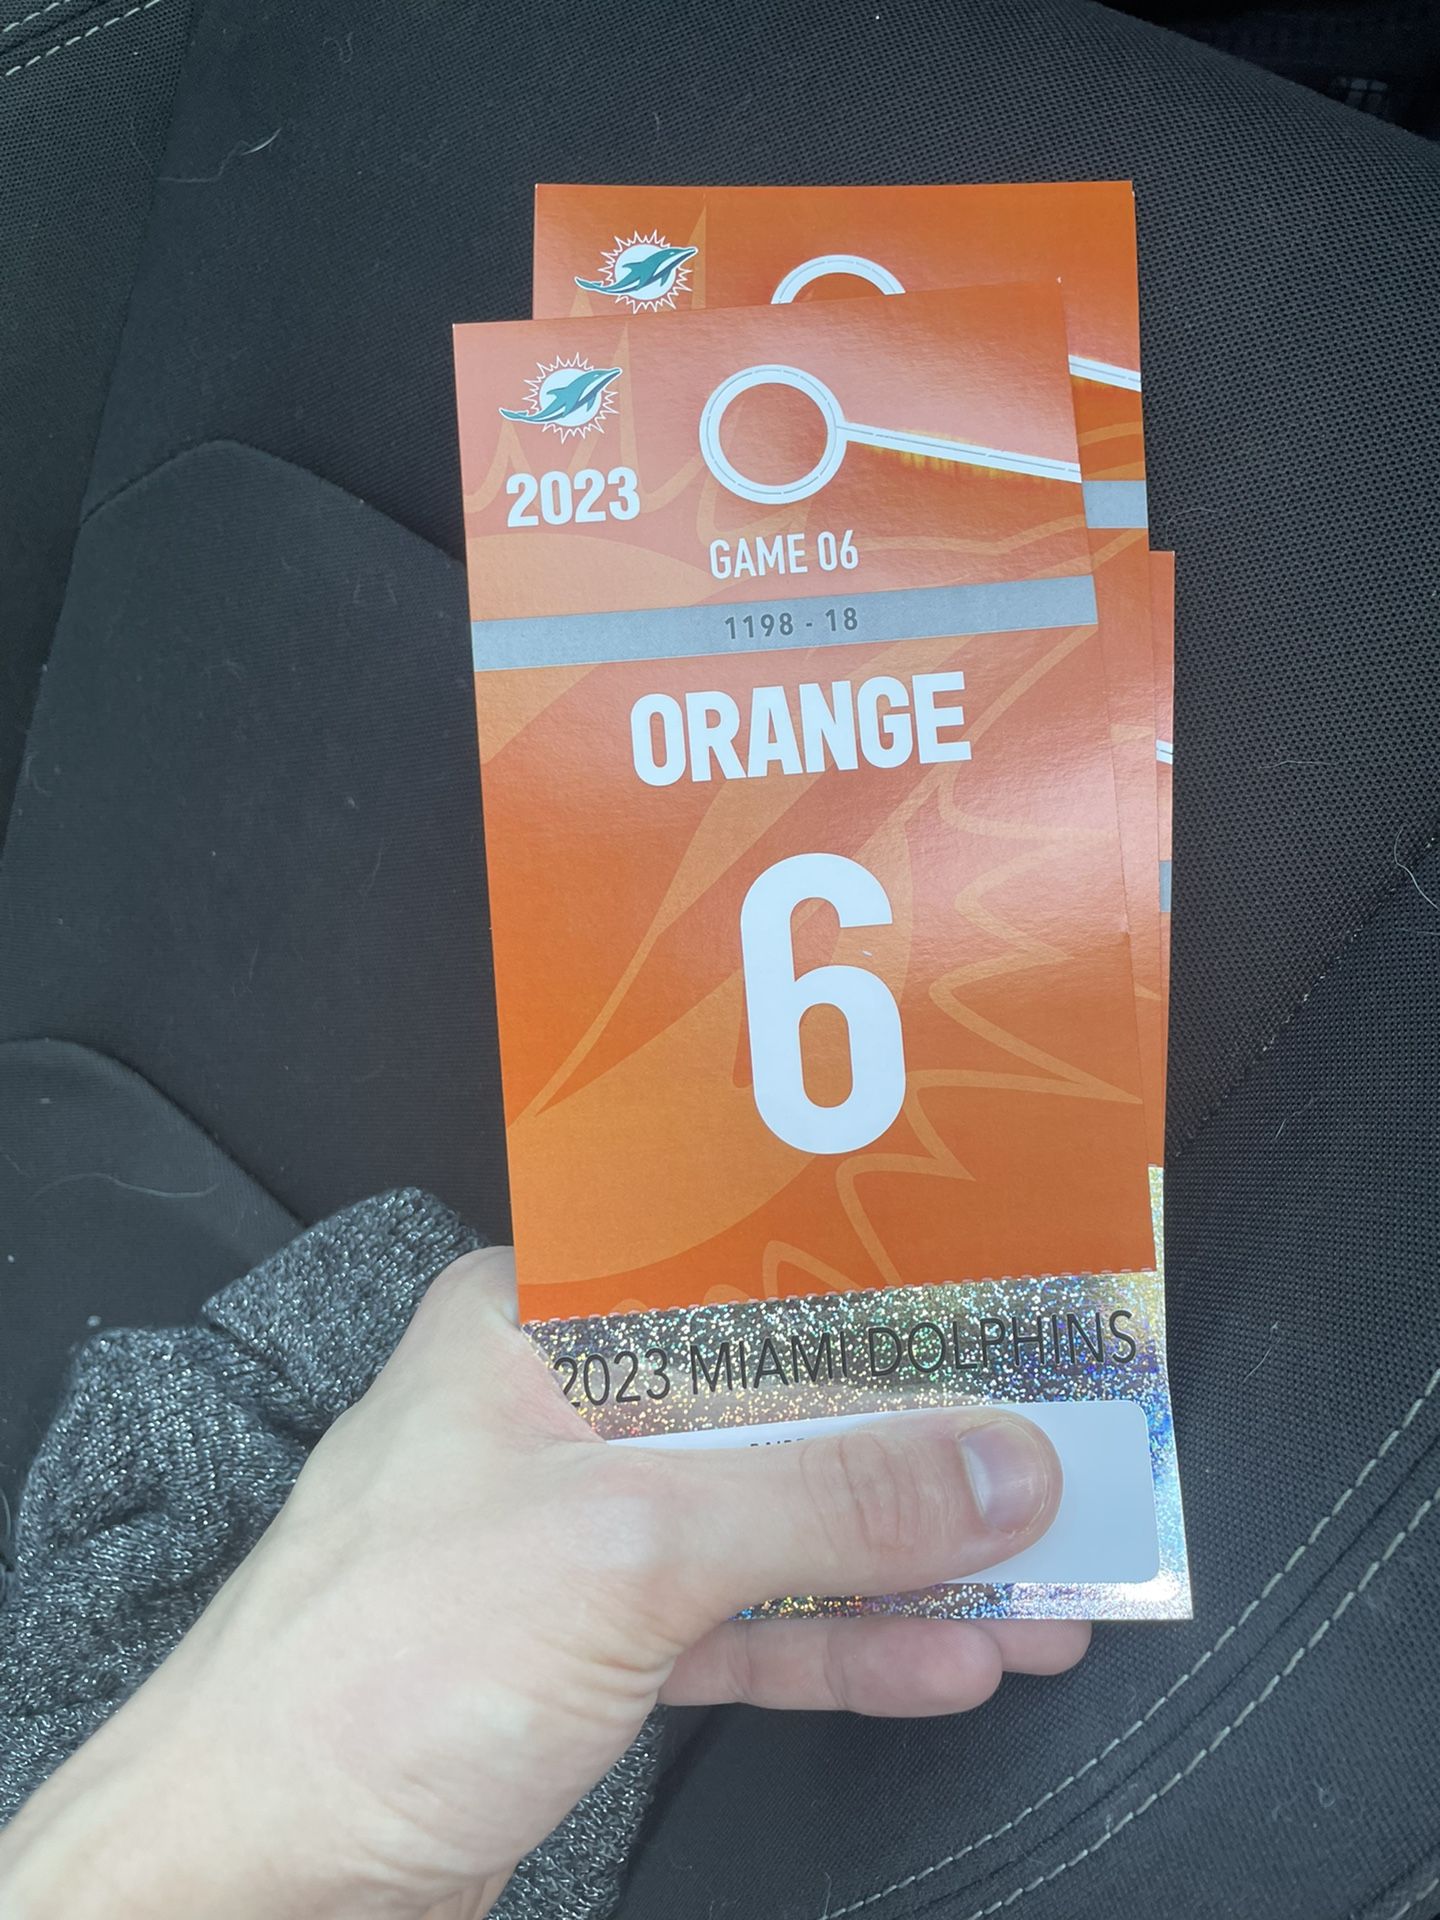 2023
GAME 06
1198 - 18
ORANGE
6
2023 MIAMI DOLPHINS